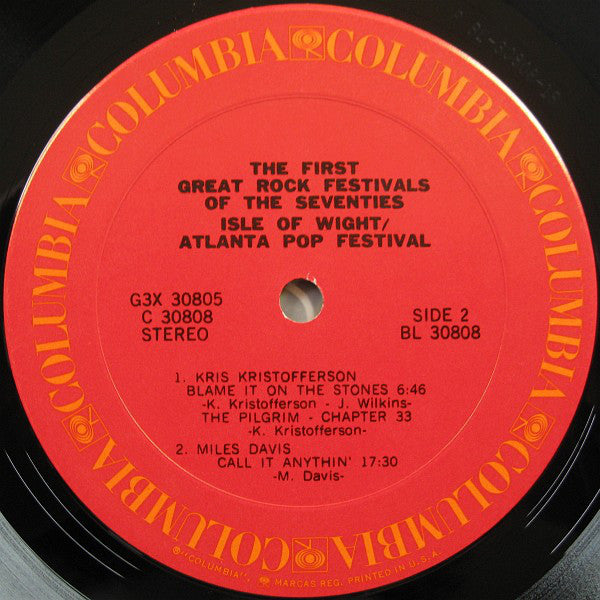 COLUMBIA COLUMBIA COLUMBIA COLUMBIA COLUMBIA COLUMBIA
THE FIRST
GREAT ROCK FESTIVALS
OF THE SEVENTIES
ISLE OF WIGHT/
ATLANTA POP FESTIVAL
G3X 30805
C 30808
STEREO
SIDE 2
BL 30808
1. KRIS KRISTOFFERSON
BLAME IT ON THE STONES 6:46
-K. Kristofferson - J. Wilkins-
THE PILGRIM - CHAPTER 33
-K. Kristofferson-
2. MILES DAVIS
CALL IT ANYTHIN' 17:30
-M. Davis-
"COLUMBIA", MARCAS REG. PRINTED IN U.S.A.